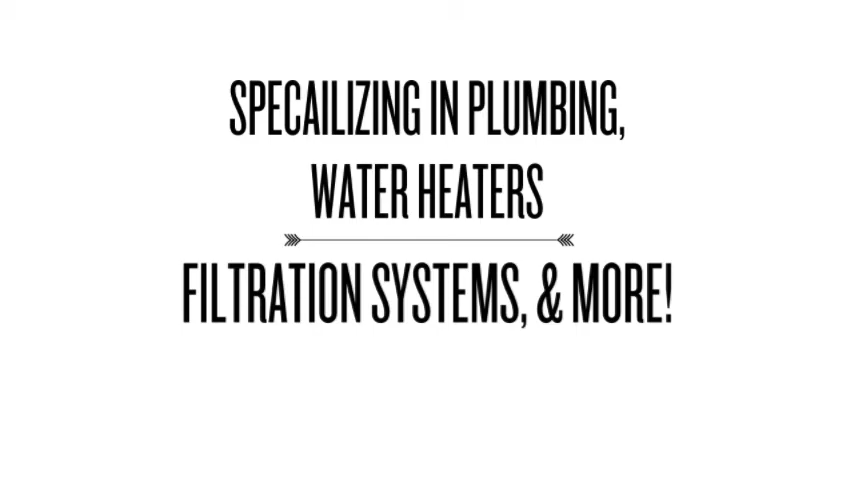 SPECAILIZING IN PLUMBING,
WATER HEATERS
FILTRATION SYSTEMS, & MORE!